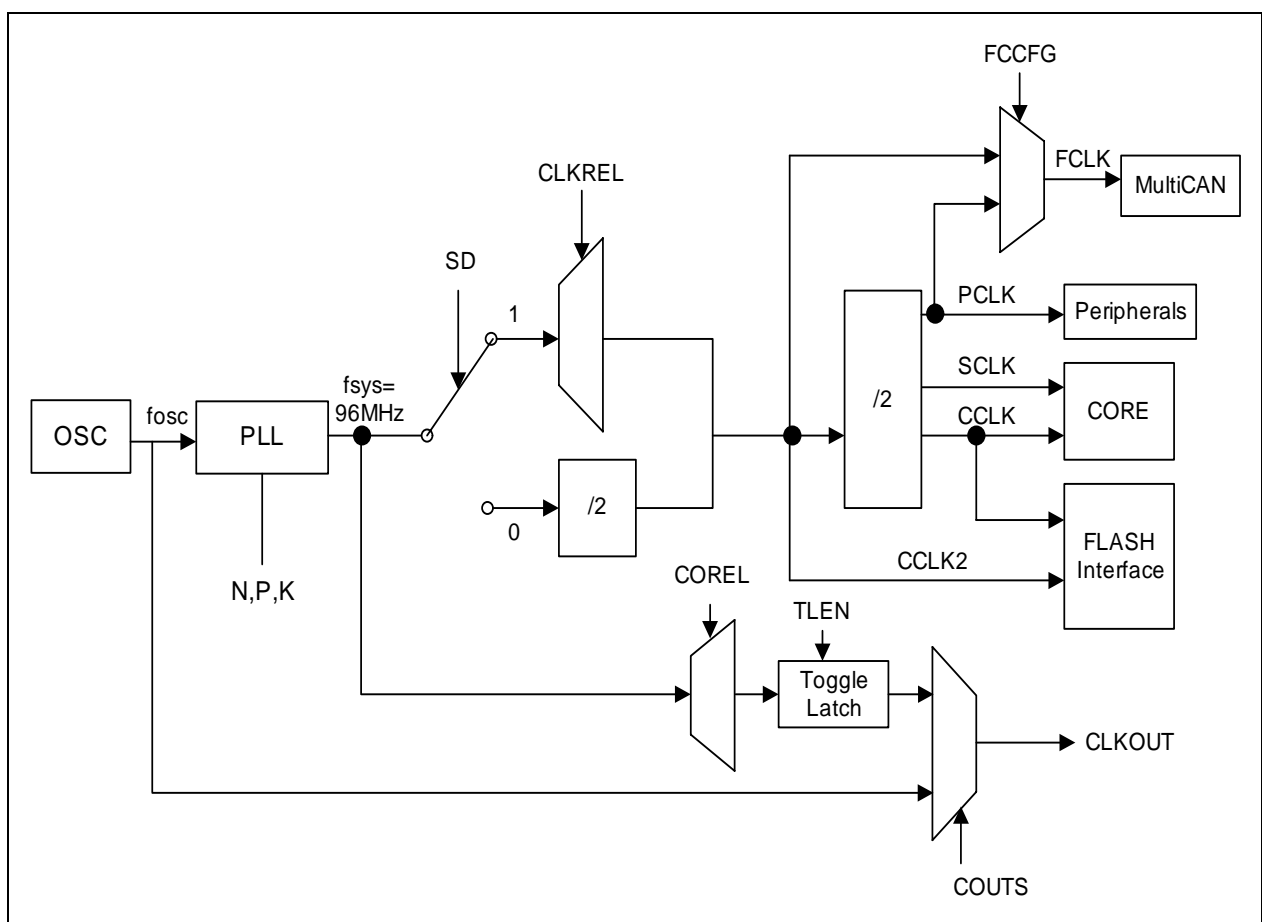 FCCFG
FCLK
MultiCAN
CLKREL
SD
1
PCLK
Peripherals
SCLK
/2
CORE
CCLK
fsys=
96MHz
fosc
OSC
PLL
/2
0
FLASH
Interface
CCLK2
N,P,K
COREL
TLEN
Toggle
Latch
CLKOUT
COUTS